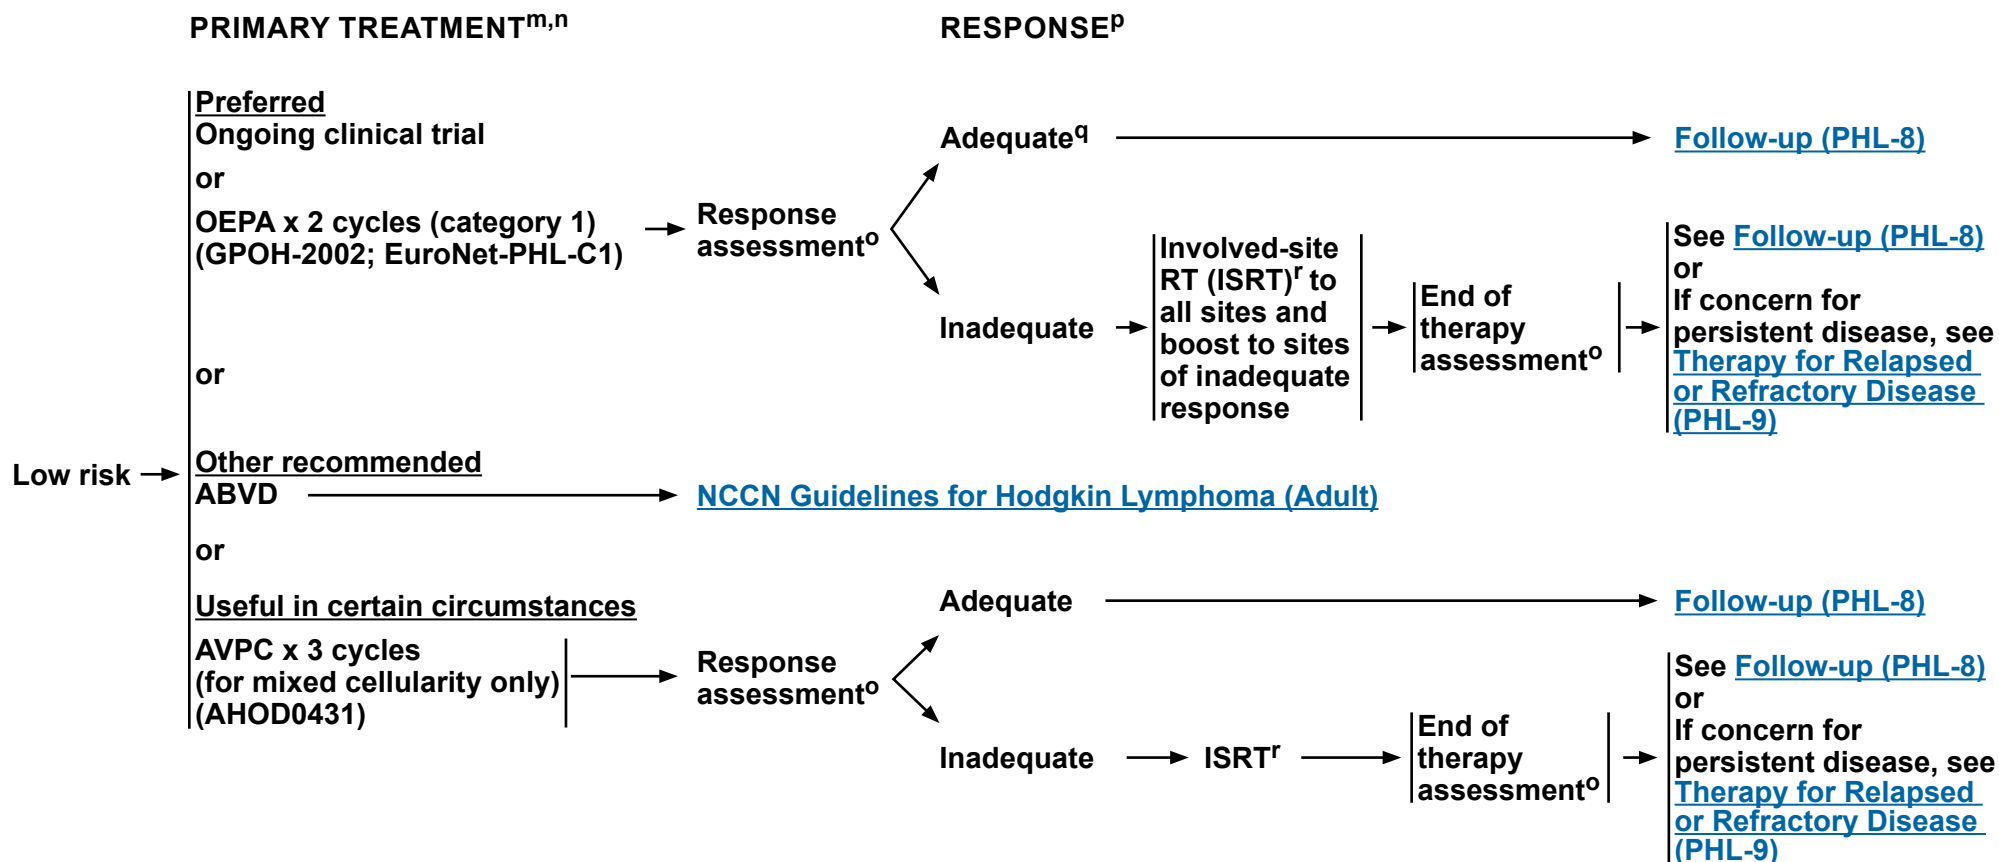 PRIMARY TREATMENTm,n
RESPONSEp
Low risk
Preferred
Ongoing clinical trial
or
OEPA x 2 cycles (category 1)
(GPOH-2002; EuroNet-PHL-C1)
Response
assessmento
Adequateq
Follow-up (PHL-8)
Inadequate
Involved-site
RT (ISRT)r to
all sites and
boost to sites
of inadequate
response
End of
therapy
assessmento
See Follow-up (PHL-8)
or
If concern for
persistent disease, see
Therapy for Relapsed
or Refractory Disease
(PHL-9)
or
Other recommended
ABVD
NCCN Guidelines for Hodgkin Lymphoma (Adult)
or
Useful in certain circumstances
AVPC x 3 cycles
(for mixed cellularity only)
(AHOD0431)
Response
assessmento
Adequate
Follow-up (PHL-8)
Inadequate
ISRTr
End of
therapy
assessmento
See Follow-up (PHL-8)
or
If concern for
persistent disease, see
Therapy for Relapsed
or Refractory Disease
(PHL-9)